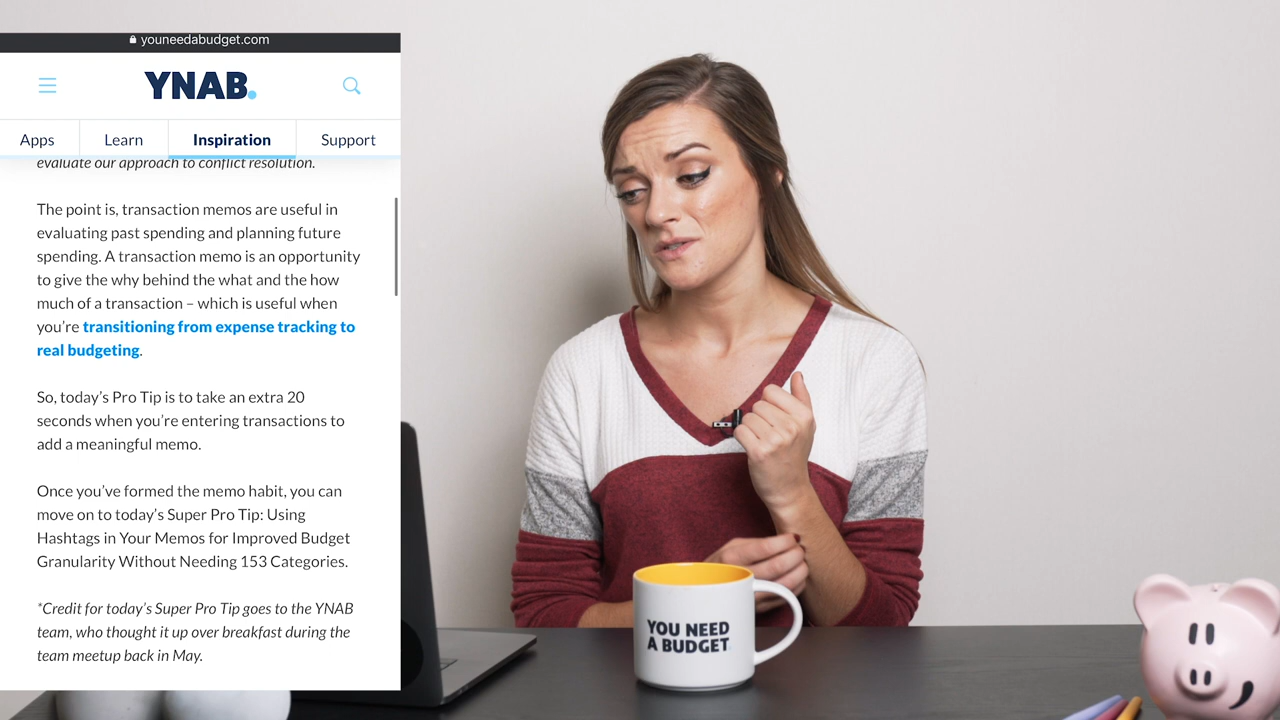 youneedabudget.com
YNAB.
Apps
Learn
Inspiration
Support
evaluate our approach to conflict resolution.
The point is, transaction memos are useful in
evaluating past spending and planning future
spending. A transaction memo is an opportunity
to give the why behind the what and the how
much of a transaction – which is useful when
you’re transitioning from expense tracking to
real budgeting.
So, today’s Pro Tip is to take an extra 20
seconds when you’re entering transactions to
add a meaningful memo.
Once you’ve formed the memo habit, you can
move on to today’s Super Pro Tip: Using
Hashtags in Your Memos for Improved Budget
Granularity Without Needing 153 Categories.
*Credit for today’s Super Pro Tip goes to the YNAB
team, who thought it up over breakfast during the
team meetup back in May.
YOU NEED
A BUDGET.